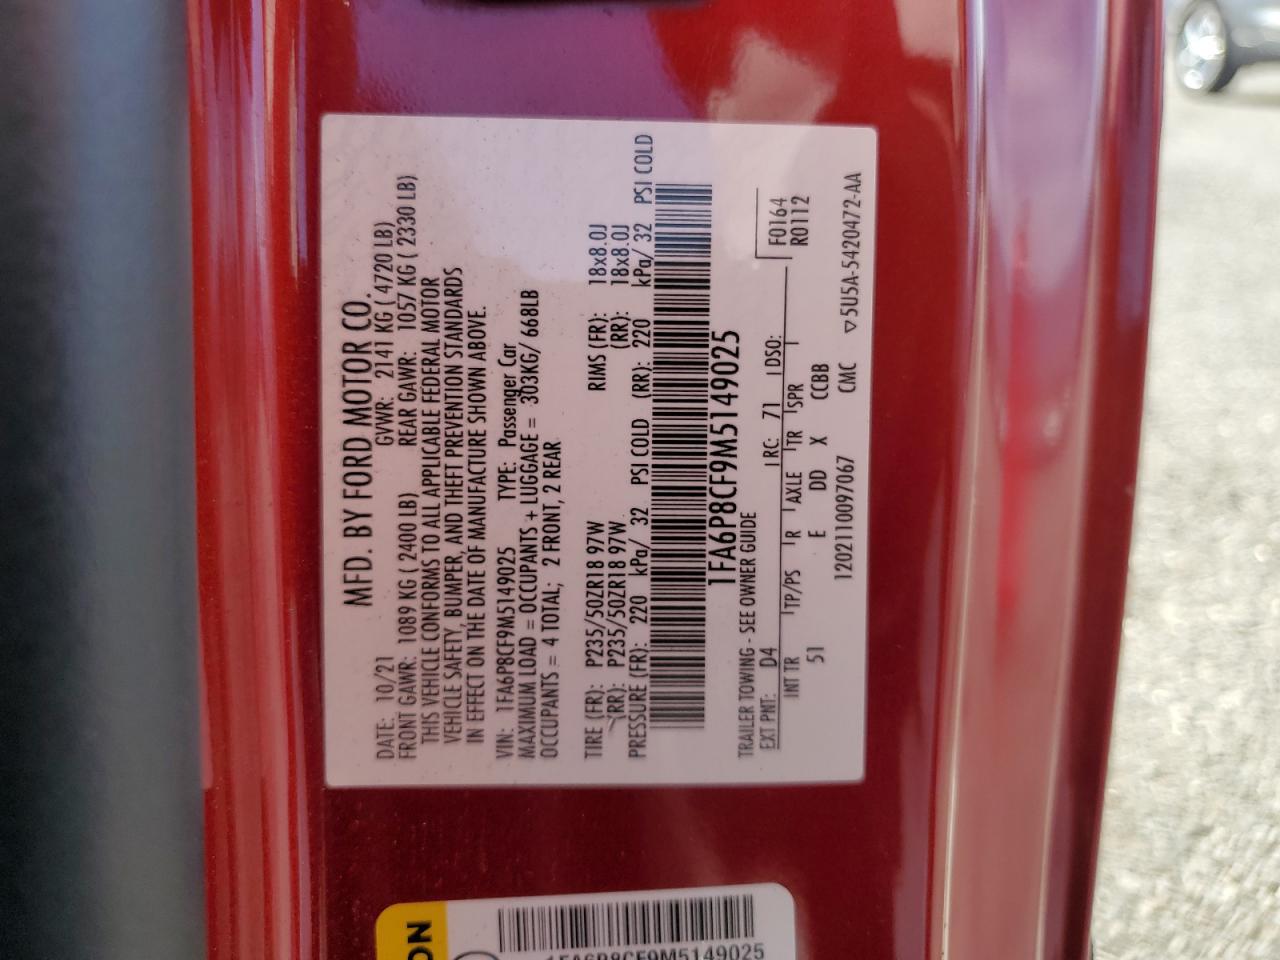 MFD. BY FORD MOTOR CO.
DATE: 10/21 GVWR: 2141 KG ( 4720 LB)
FRONT GAWR: 1089 KG ( 2400 LB) REAR GAWR: 1057 KG ( 2330 LB)
THIS VEHICLE CONFORMS TO ALL APPLICABLE FEDERAL MOTOR
VEHICLE SAFETY, BUMPER, AND THEFT PREVENTION STANDARDS
IN EFFECT ON THE DATE OF MANUFACTURE SHOWN ABOVE.
VIN: 1FA6P8CF9M5149025 TYPE: Passenger Car
MAXIMUM LOAD = OCCUPANTS + LUGGAGE = 303KG/ 668LB
OCCUPANTS = 4 TOTAL; 2 FRONT, 2 REAR
TIRE (FR): P235/50ZR18 97W RIMS (FR): 18x8.0J
(RR): P235/50ZR18 97W (RR): 18x8.0J
PRESSURE (FR): 220 kPa/ 32 PSI COLD (RR): 220 kPa/ 32 PSI COLD
1FA6P8CF9M5149025
TRAILER TOWING - SEE OWNER GUIDE
EXT PNT: D4 RC: 71 DSO: F0164
INT TR TP/PS R AXLE TR SPR R0112
51 E DD X CCBB
1202110097067 CMC ▽5U5A-5420472-AA
ON
1FA6P8CF9M5149025